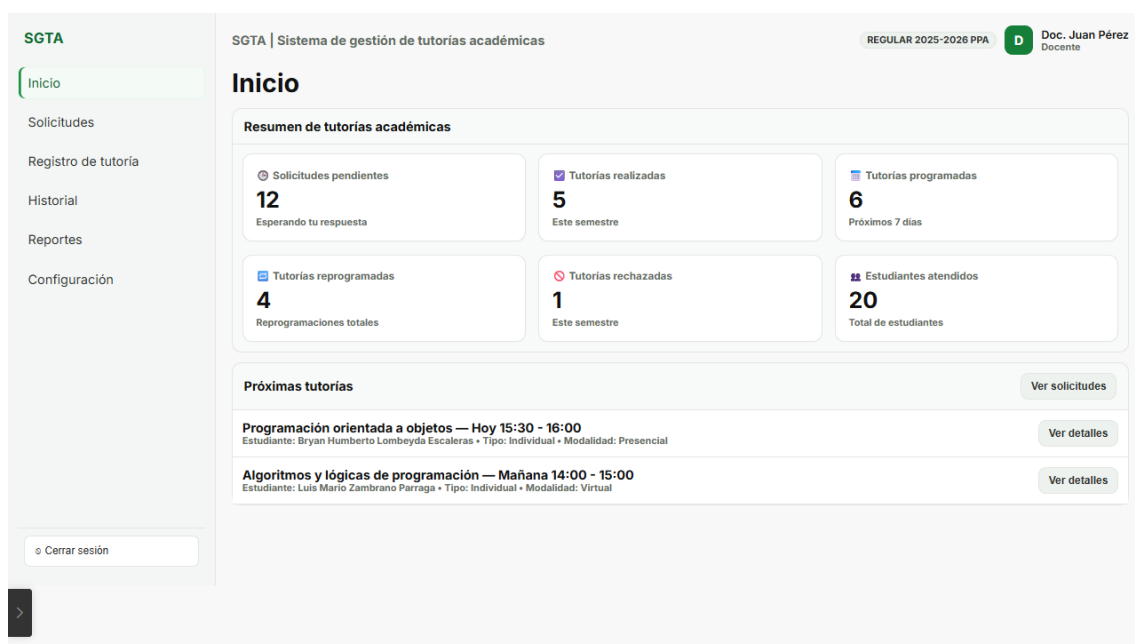 SGTA
Inicio
Solicitudes
Registro de tutoría
Historial
Reportes
Configuración
Cerrar sesión
SGTA | Sistema de gestión de tutorías académicas
REGULAR 2025-2026 PPA
D
Doc. Juan Pérez
Docente
Inicio
Resumen de tutorías académicas
Solicitudes pendientes
12
Esperando tu respuesta
Tutorías realizadas
5
Este semestre
Tutorías programadas
6
Próximos 7 días
Tutorías reprogramadas
4
Reprogramaciones totales
Tutorías rechazadas
1
Este semestre
Estudiantes atendidos
20
Total de estudiantes
Próximas tutorías
Ver solicitudes
Programación orientada a objetos — Hoy 15:30 - 16:00
Estudiante: Bryan Humberto Lombeyda Escaleras • Tipo: Individual • Modalidad: Presencial
Ver detalles
Algoritmos y lógicas de programación — Mañana 14:00 - 15:00
Estudiante: Luis Mario Zambrano Parraga • Tipo: Individual • Modalidad: Virtual
Ver detalles